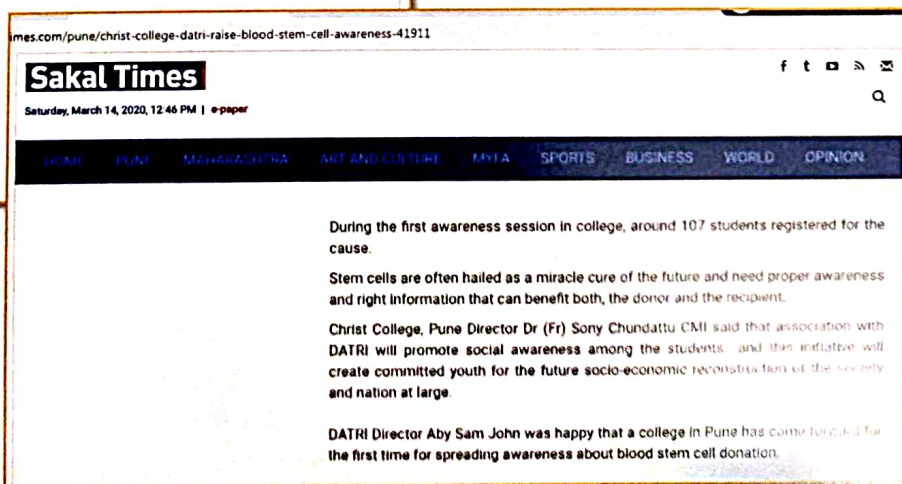 imes.com/pune/christ-college-datri-raise-blood-stem-cell-awareness-41911
Sakal Times
Saturday, March 14, 2020, 12:46 PM | e-paper
HOME PUNE MAHARASHTRA ART AND CULTURE MYFA SPORTS BUSINESS WORLD OPINION
During the first awareness session in college, around 107 students registered for the
cause.
Stem cells are often hailed as a miracle cure of the future and need proper awareness
and right information that can benefit both, the donor and the recipient.
Christ College, Pune Director Dr (Fr) Sony Chundattu CMI said that association with
DATRI will promote social awareness among the students and this initiative will
create committed youth for the future socio-economic reconstruction of the society
and nation at large.
DATRI Director Aby Sam John was happy that a college in Pune has come forward for
the first time for spreading awareness about blood stem cell donation.